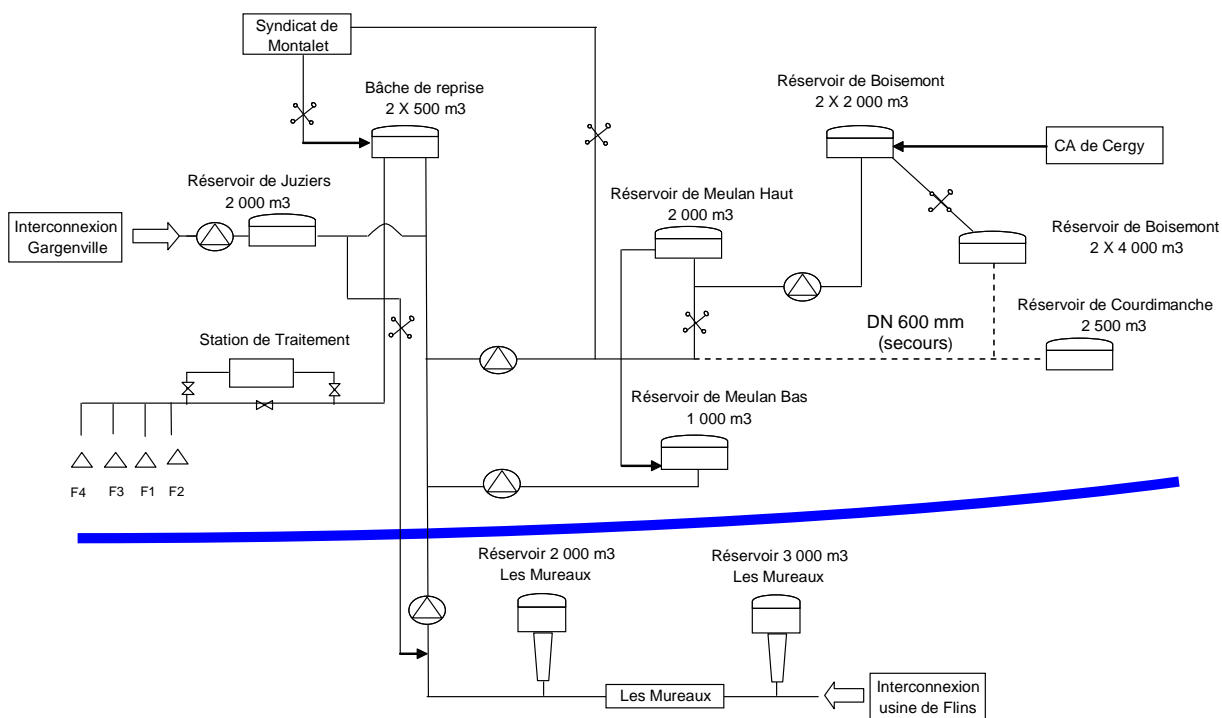 Syndicat de
Montalet
Bâche de reprise
2 X 500 m3
Réservoir de Boisemont
2 X 2 000 m3
CA de Cergy
Réservoir de Juziers
2 000 m3
Réservoir de Meulan Haut
2 000 m3
Interconnexion
Gargenville
Réservoir de Boisemont
2 X 4 000 m3
Réservoir de Courdimanche
2 500 m3
DN 600 mm
(secours)
Station de Traitement
Réservoir de Meulan Bas
1 000 m3
F4
F3
F1
F2
Réservoir 2 000 m3
Les Mureaux
Réservoir 3 000 m3
Les Mureaux
Les Mureaux
Interconnexion
usine de Flins